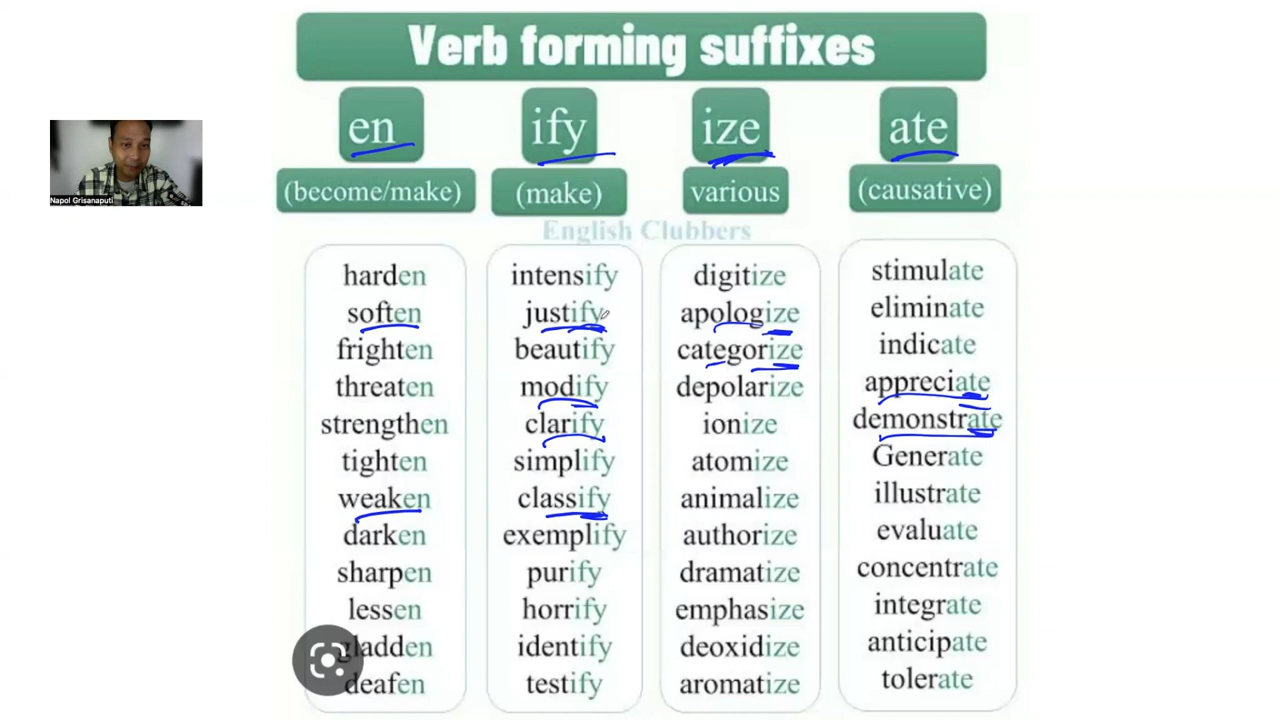 Verb forming suffixes
en ify ize ate
(become/make) (make) various (causative)
English Clubbers
harden intensify digitize stimulate
soften justify apologize eliminate
frighten beautify categorize indicate
threaten modify depolarize appreciate
strengthen clarify ionize demonstrate
tighten simplify atomize Generate
weaken classify animalize illustrate
darken exemplify authorize evaluate
sharpen purify dramatize concentrate
lessen horrify emphasize integrate
gladden identify deoxidize anticipate
deafen testify aromatize tolerate
Napol Grisanaputi